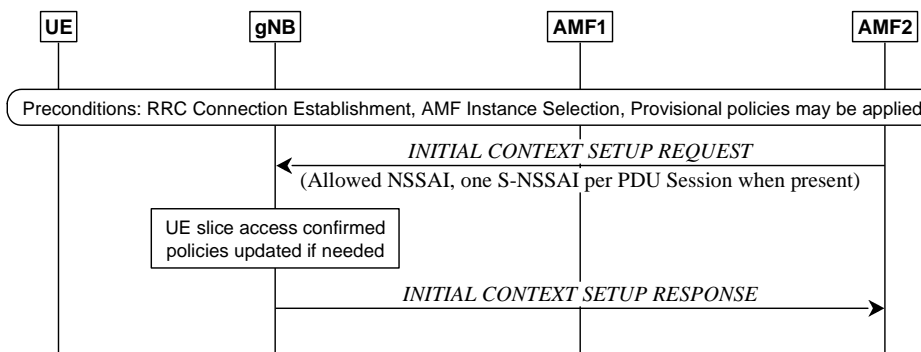 UE gNB AMF1 AMF2
Preconditions: RRC Connection Establishment, AMF Instance Selection, Provisional policies may be applied
INITIAL CONTEXT SETUP REQUEST
(Allowed NSSAI, one S-NSSAI per PDU Session when present)
UE slice access confirmed
policies updated if needed
INITIAL CONTEXT SETUP RESPONSE